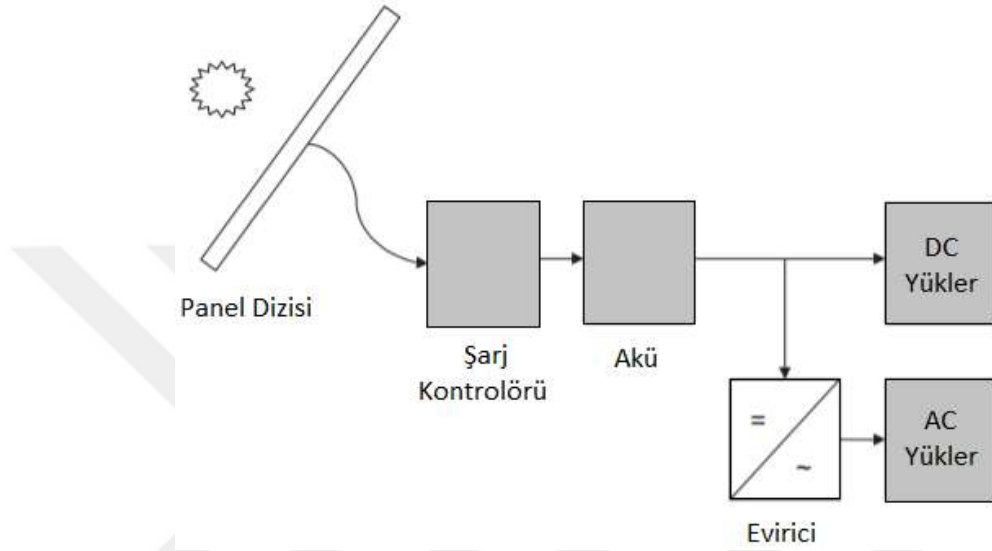 Panel Dizisi
Şarj
Kontrolörü
Akü
DC
Yükler
=
~
Evirici
AC
Yükler